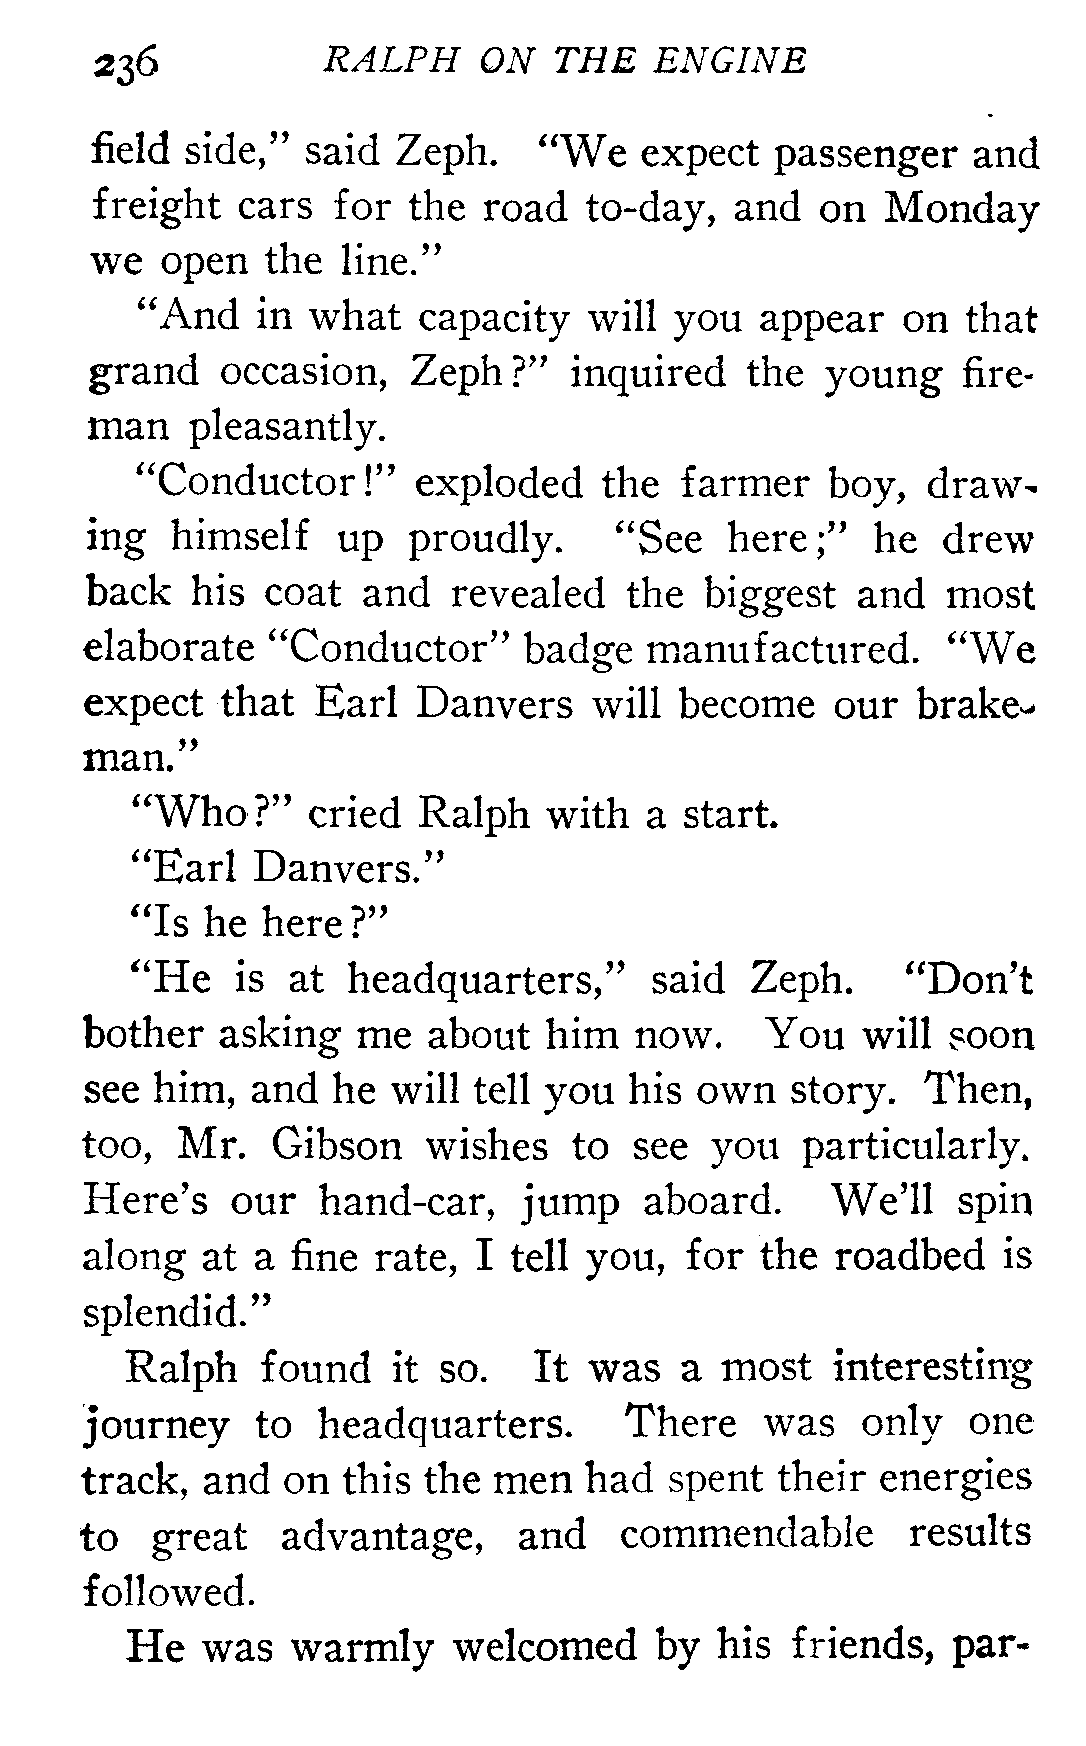 236 RALPH ON THE ENGINE
field side," said Zeph. "We expect passenger and
freight cars for the road to-day, and on Monday
we open the line."
"And in what capacity will you appear on that
grand occasion, Zeph?" inquired the young fire-
man pleasantly.
"Conductor!" exploded the farmer boy, draw-
ing himself up proudly. "See here;" he drew
back his coat and revealed the biggest and most
elaborate "Conductor" badge manufactured. "We
expect that Earl Danvers will become our brake-
man."
"Who?" cried Ralph with a start.
"Earl Danvers."
"Is he here?"
"He is at headquarters," said Zeph. "Don't
bother asking me about him now. You will soon
see him, and he will tell you his own story. Then,
too, Mr. Gibson wishes to see you particularly.
Here's our hand-car, jump aboard. We'll spin
along at a fine rate, I tell you, for the roadbed is
splendid."
Ralph found it so. It was a most interesting
journey to headquarters. There was only one
track, and on this the men had spent their energies
to great advantage, and commendable results
followed.
He was warmly welcomed by his friends, par-